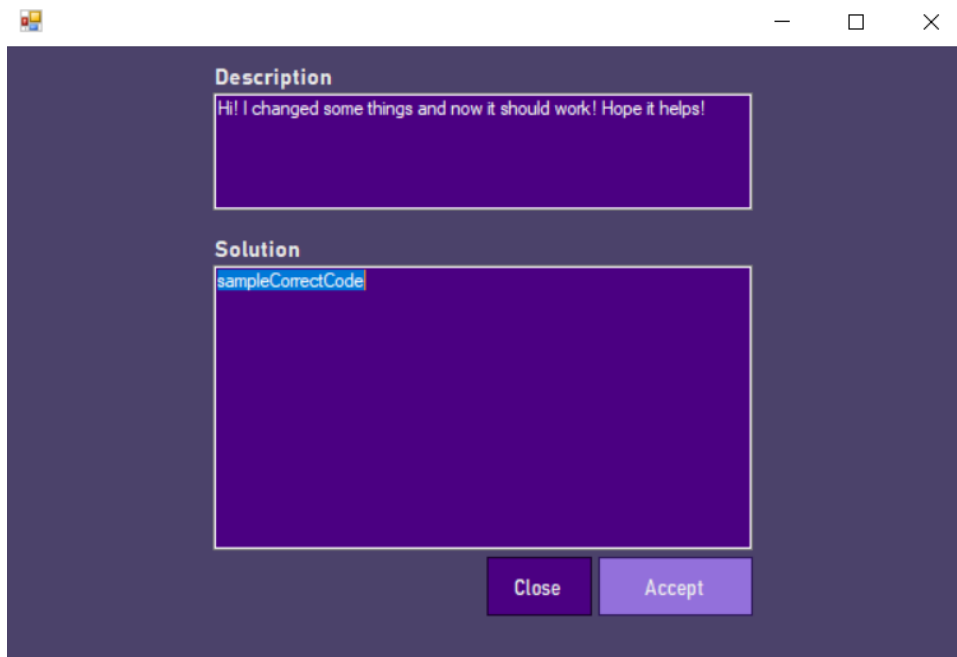 Description
Hi! I changed some things and now it should work! Hope it helps!
Solution
sampleCorrectCode
Close Accept